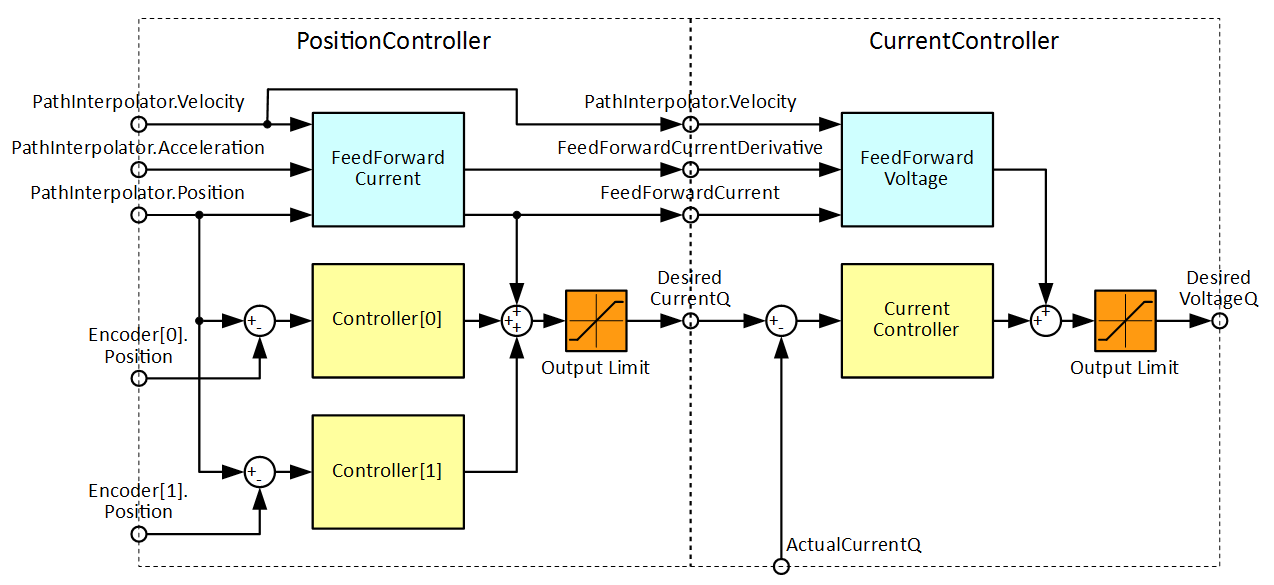 PositionController
CurrentController
PathInterpolator.Velocity
PathInterpolator.Velocity
PathInterpolator.Acceleration
FeedForward
Current
FeedForwardCurrentDerivative
FeedForward
Voltage
PathInterpolator.Position
FeedForwardCurrent
Desired
CurrentQ
Desired
VoltageQ
Encoder[0].
Position
+
-
Controller[0]
+
+
+
Output Limit
+
-
Current
Controller
+
+
Output Limit
Encoder[1].
Position
+
-
Controller[1]
ActualCurrentQ